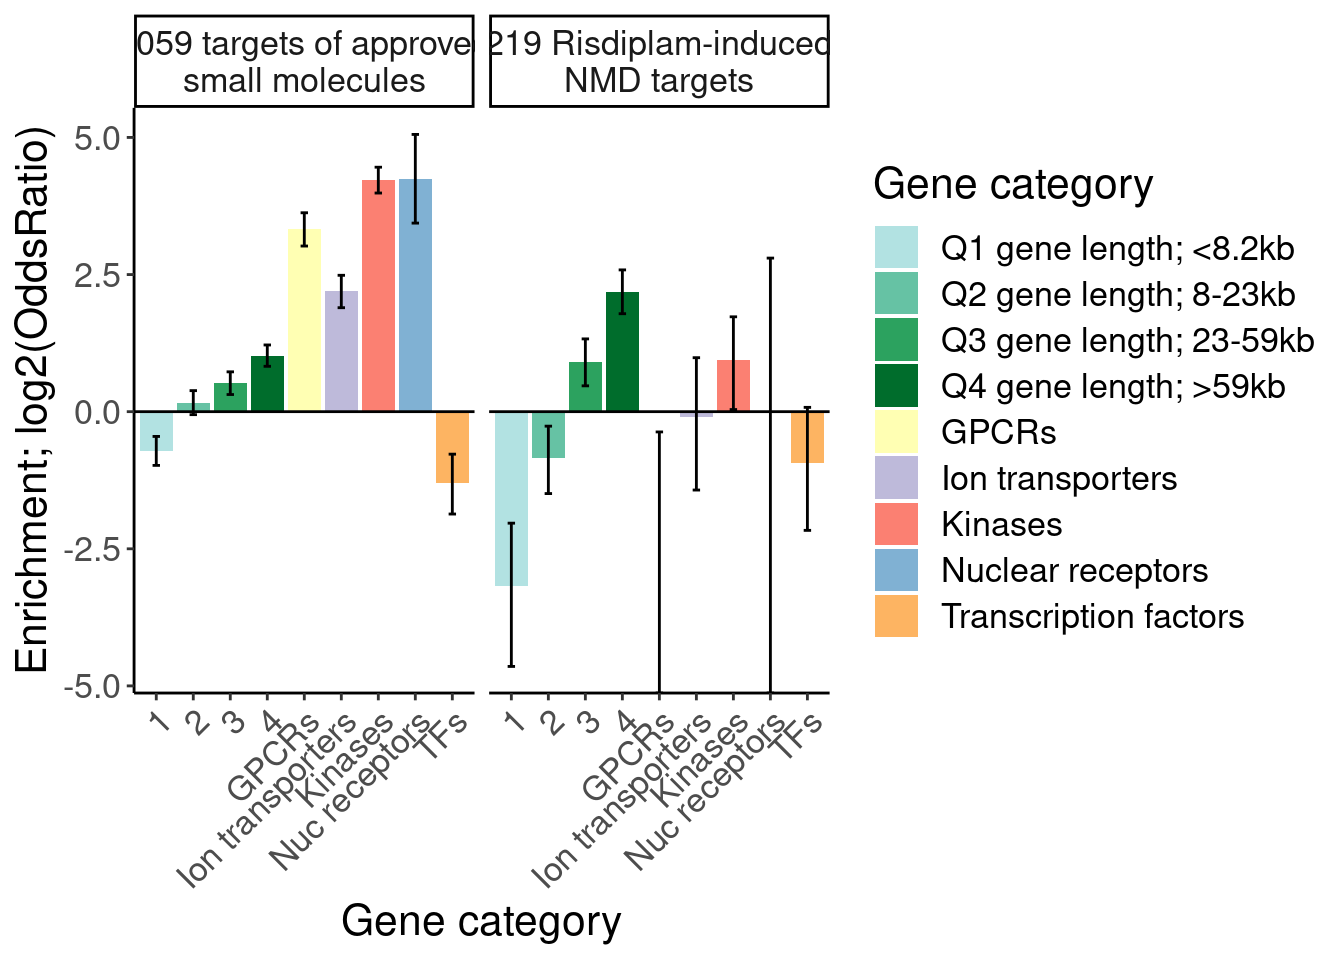 059 targets of approve
small molecules
219 Risdiplam-induced
NMD targets
Enrichment; log2(OddsRatio)
5.0
2.5
0.0
-2.5
-5.0
1
2
3
4
GPCRs
Ion transporters
Kinases
Nuc receptors
TFs
1
2
3
4
GPCRs
Ion transporters
Kinases
Nuc receptors
TFs
Gene category
Gene category
Q1 gene length; <8.2kb
Q2 gene length; 8-23kb
Q3 gene length; 23-59kb
Q4 gene length; >59kb
GPCRs
Ion transporters
Kinases
Nuclear receptors
Transcription factors